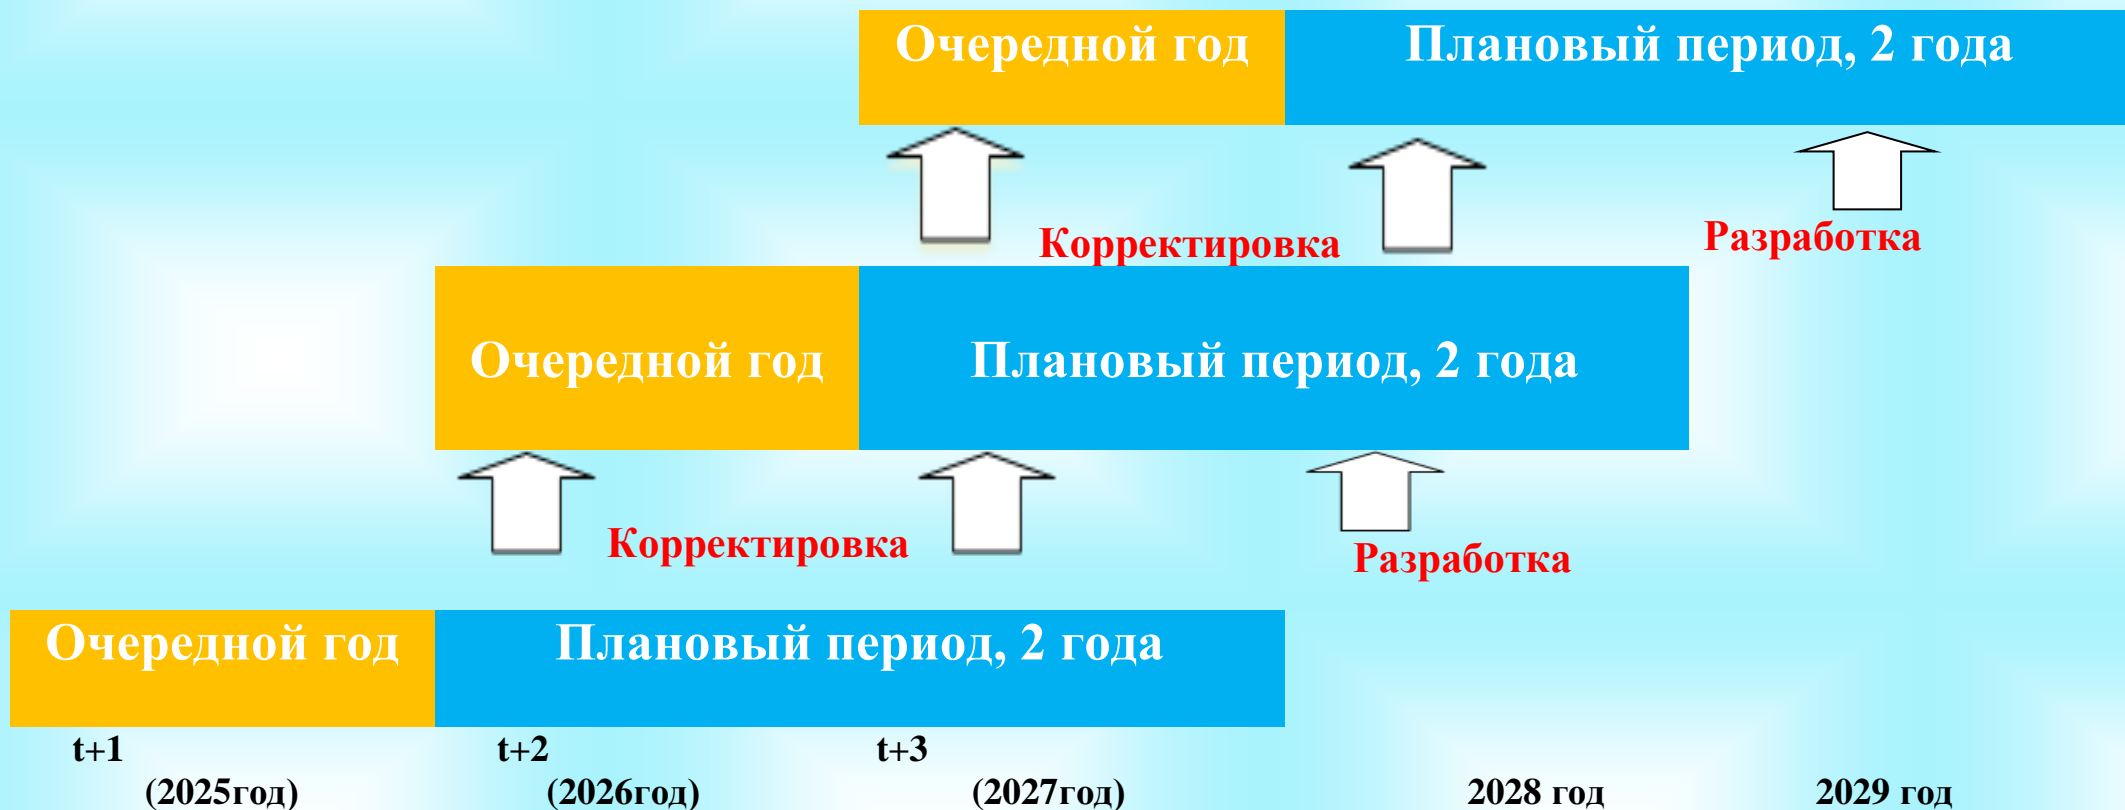 Очередной год Плановый период, 2 года
Корректировка Разработка
Очередной год Плановый период, 2 года
Корректировка Разработка
Очередной год Плановый период, 2 года
t+1 t+2 t+3
(2025год) (2026год) (2027год) 2028 год 2029 год